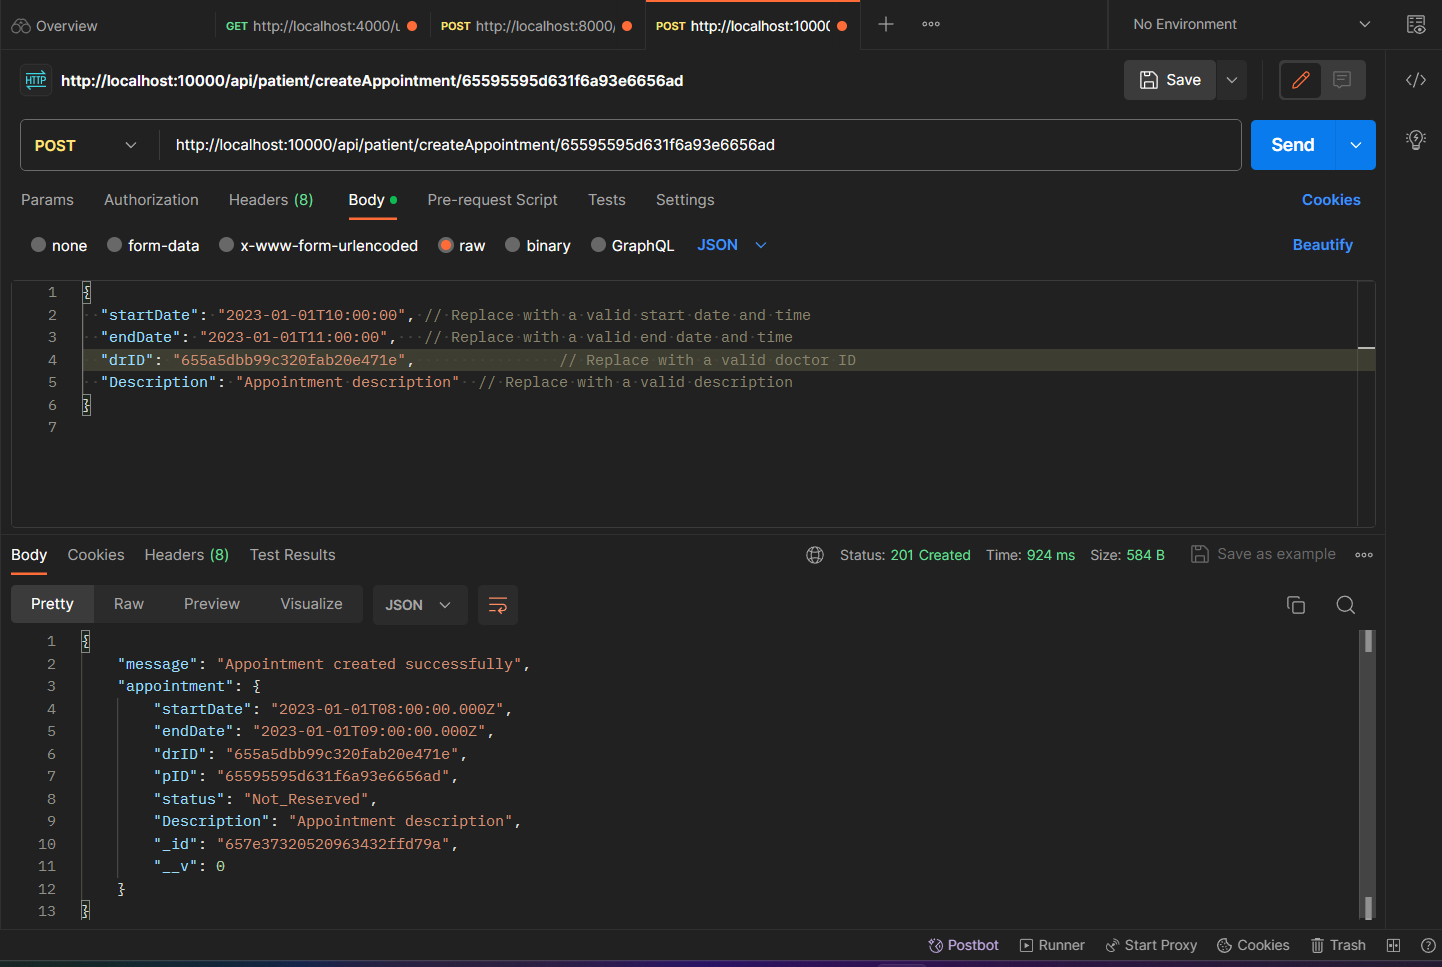 Overview
GET http://localhost:4000/u
POST http://localhost:8000/
POST http://localhost:1000(
No Environment
HTTP http://localhost:10000/api/patient/createAppointment/65595595d631f6a93e6656ad
Save
POST http://localhost:10000/api/patient/createAppointment/65595595d631f6a93e6656ad
Send
Params Authorization Headers (8) Body Pre-request Script Tests Settings Cookies
none form-data x-www-form-urlencoded raw binary GraphQL JSON Beautify
1 {
2 "startDate": "2023-01-01T10:00:00", // Replace with a valid start date and time
3 "endDate": "2023-01-01T11:00:00", // Replace with a valid end date and time
4 "drID": "655a5dbb99c320fab20e471e", // Replace with a valid doctor ID
5 "Description": "Appointment description" // Replace with a valid description
6 }
7
Body Cookies Headers (8) Test Results Status: 201 Created Time: 924 ms Size: 584 B Save as example
Pretty Raw Preview Visualize JSON
1 {
2 "message": "Appointment created successfully",
3 "appointment": {
4 "startDate": "2023-01-01T08:00:00.000Z",
5 "endDate": "2023-01-01T09:00:00.000Z",
6 "drID": "655a5dbb99c320fab20e471e",
7 "pID": "65595595d631f6a93e6656ad",
8 "status": "Not_Reserved",
9 "Description": "Appointment description",
10 "_id": "657e37320520963432ffd79a",
11 "__v": 0
12 }
13 }
Postbot Runner Start Proxy Cookies Trash